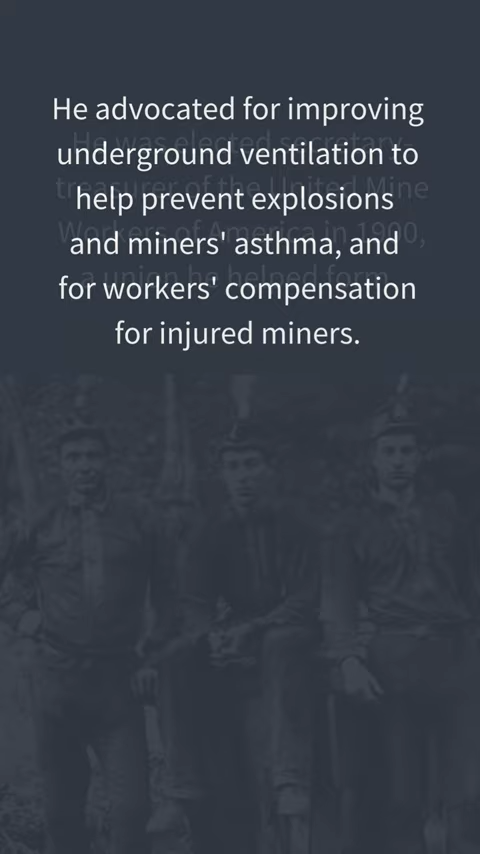 He advocated for improving
underground ventilation to
help prevent explosions
and miners' asthma, and
for workers' compensation
for injured miners.
He was elected secretary-
treasurer of the United Mine
Workers of America in 1900,
a union he helped form.